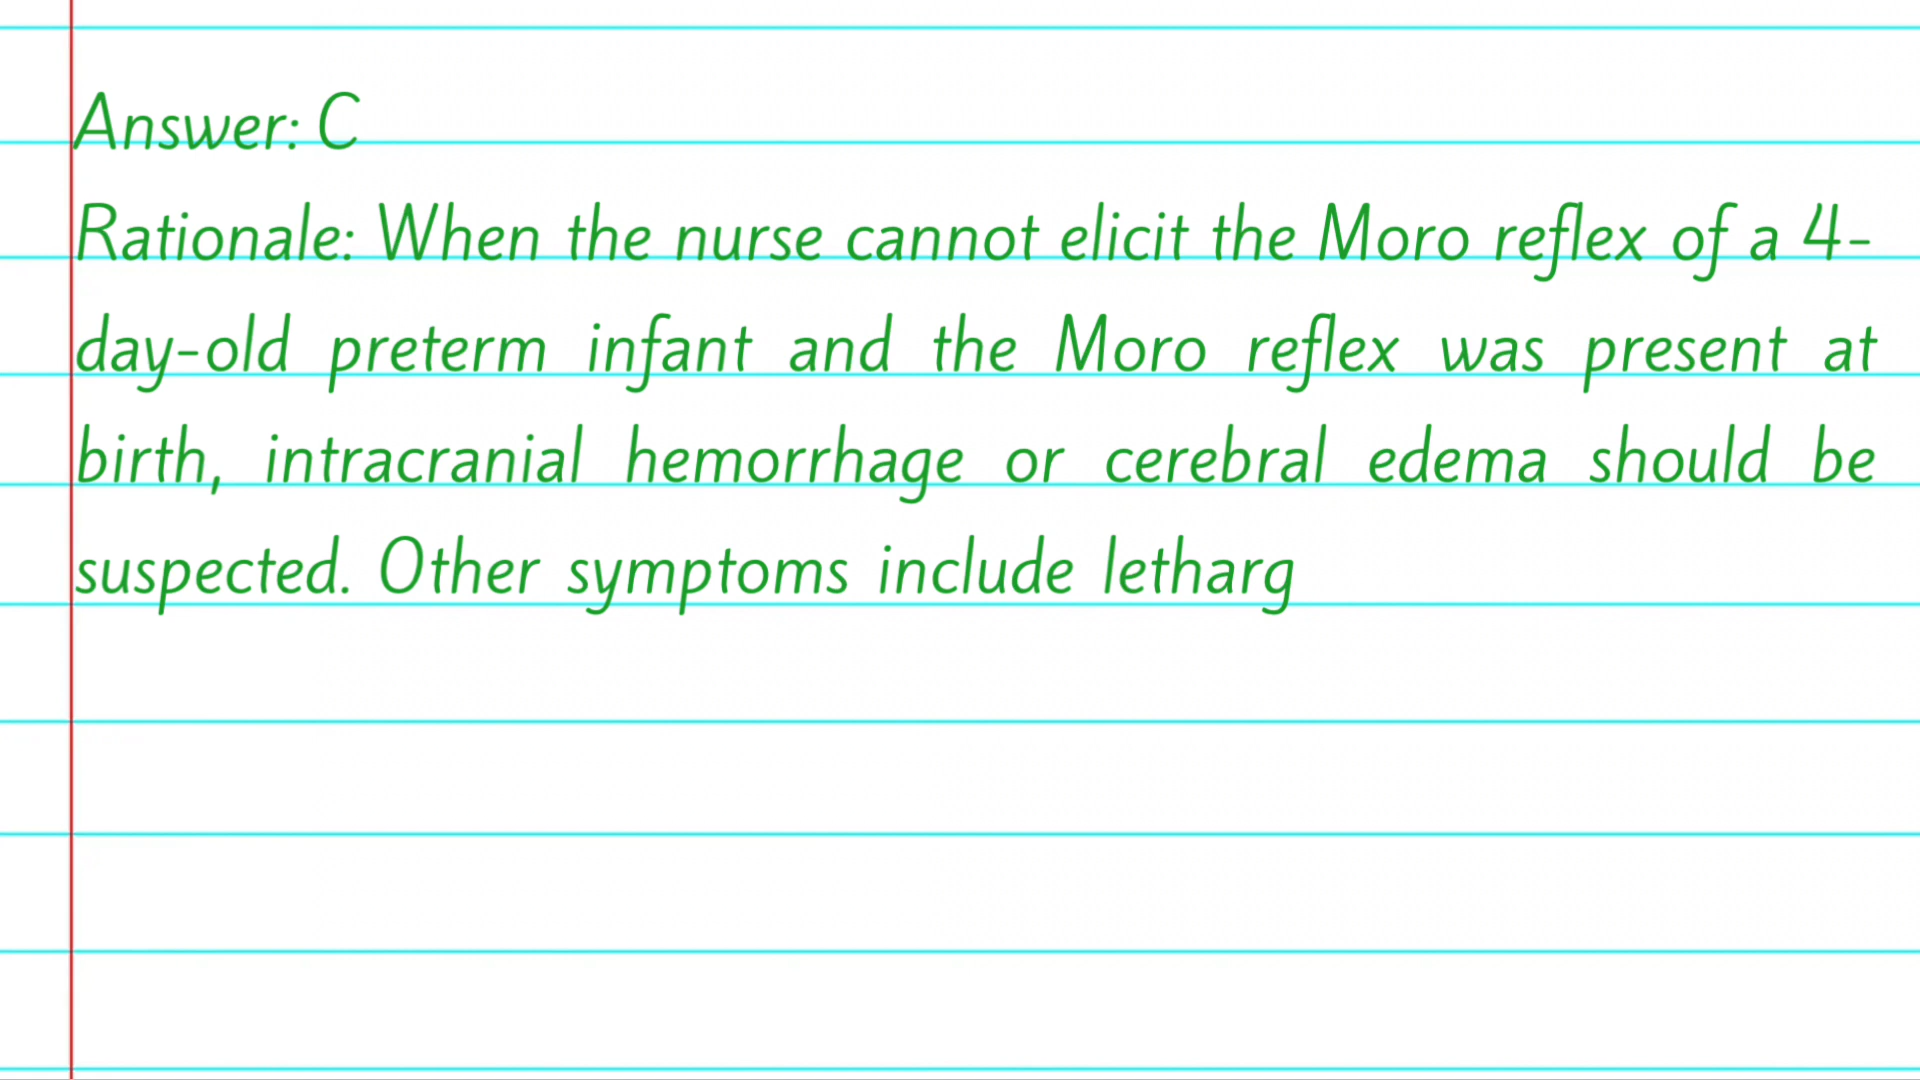 Answer: C
Rationale: When the nurse cannot elicit the Moro reflex of a 4-
day-old preterm infant and the Moro reflex was present at
birth, intracranial hemorrhage or cerebral edema should be
suspected. Other symptoms include letharg